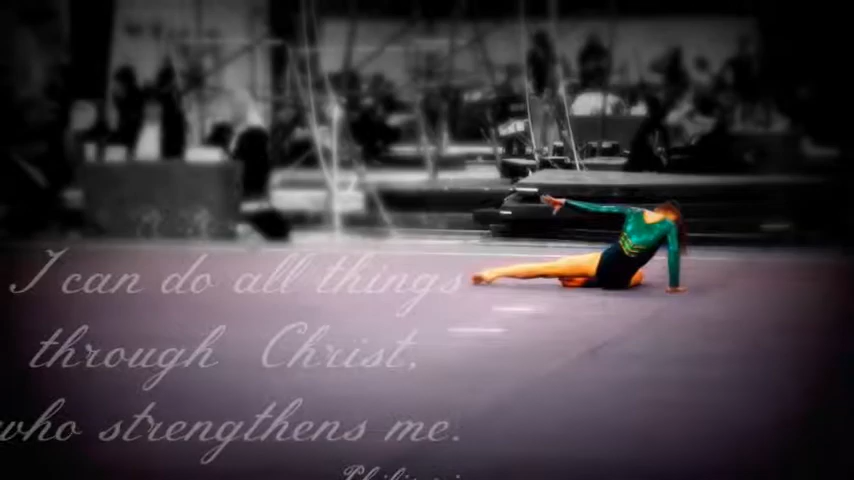 I can do all things
through Christ,
who strengthens me.